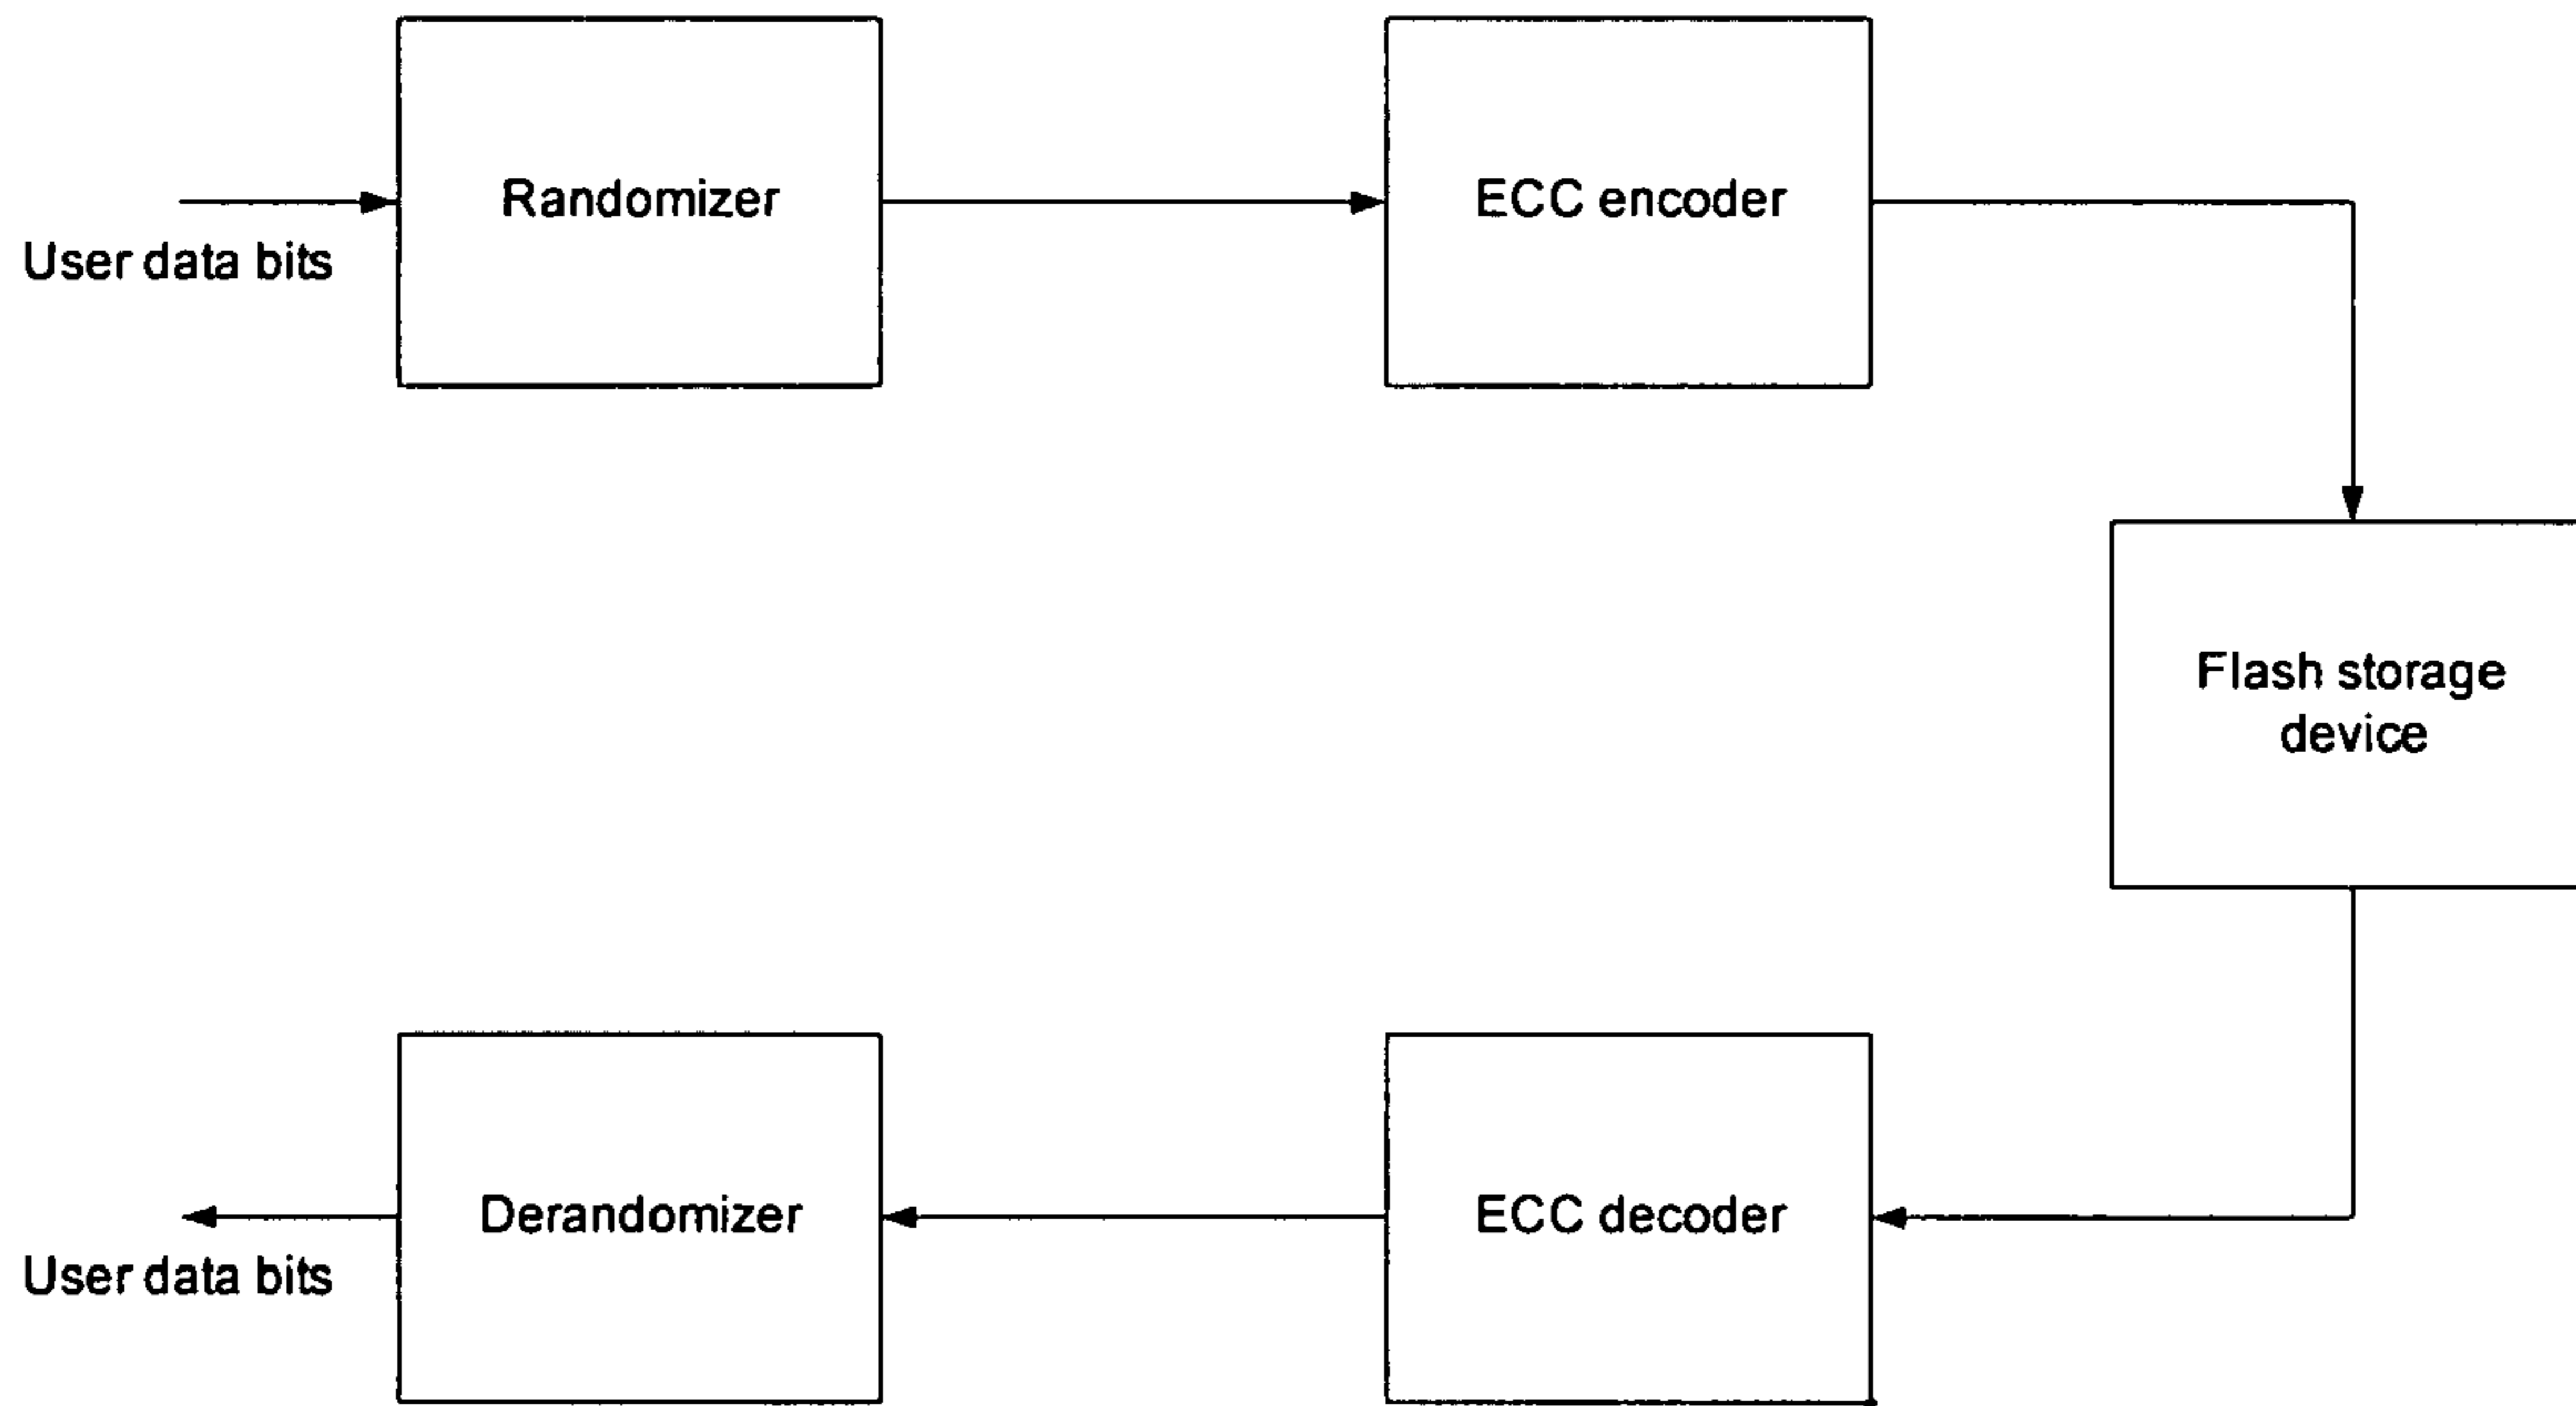 Randomizer
ECC encoder
User data bits
Flash storage
device
Derandomizer
ECC decoder
User data bits